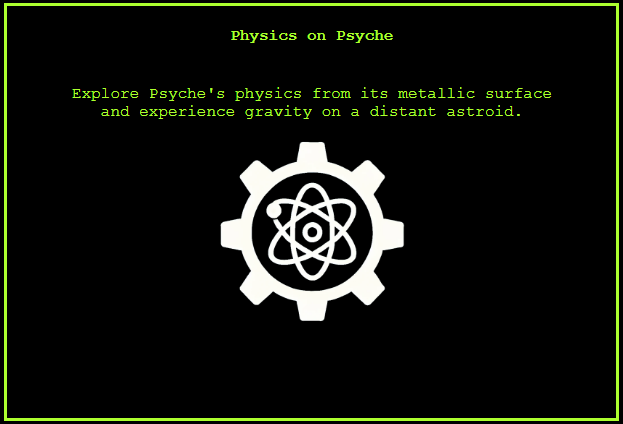 Physics on Psyche
Explore Psyche's physics from its metallic surface
and experience gravity on a distant astroid.